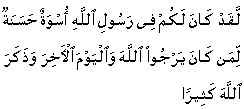 لَّقَدْ كَانَ لَكُمْ فِى رَسُولِ ٱللَّهِ أُسْوَةٌ حَسَنَةٌ
لِّمَن كَانَ يَرْجُوا۟ ٱللَّهَ وَٱلْيَوْمَ ٱلْـَٔاخِرَ وَذَكَرَ
ٱللَّهَ كَثِيرًا